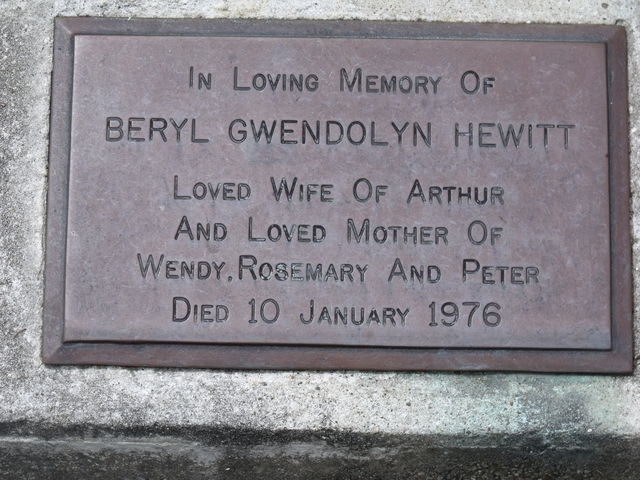 In Loving Memory Of
BERYL GWENDOLYN HEWITT
Loved Wife Of Arthur
And Loved Mother Of
Wendy, Rosemary And Peter
Died 10 January 1976